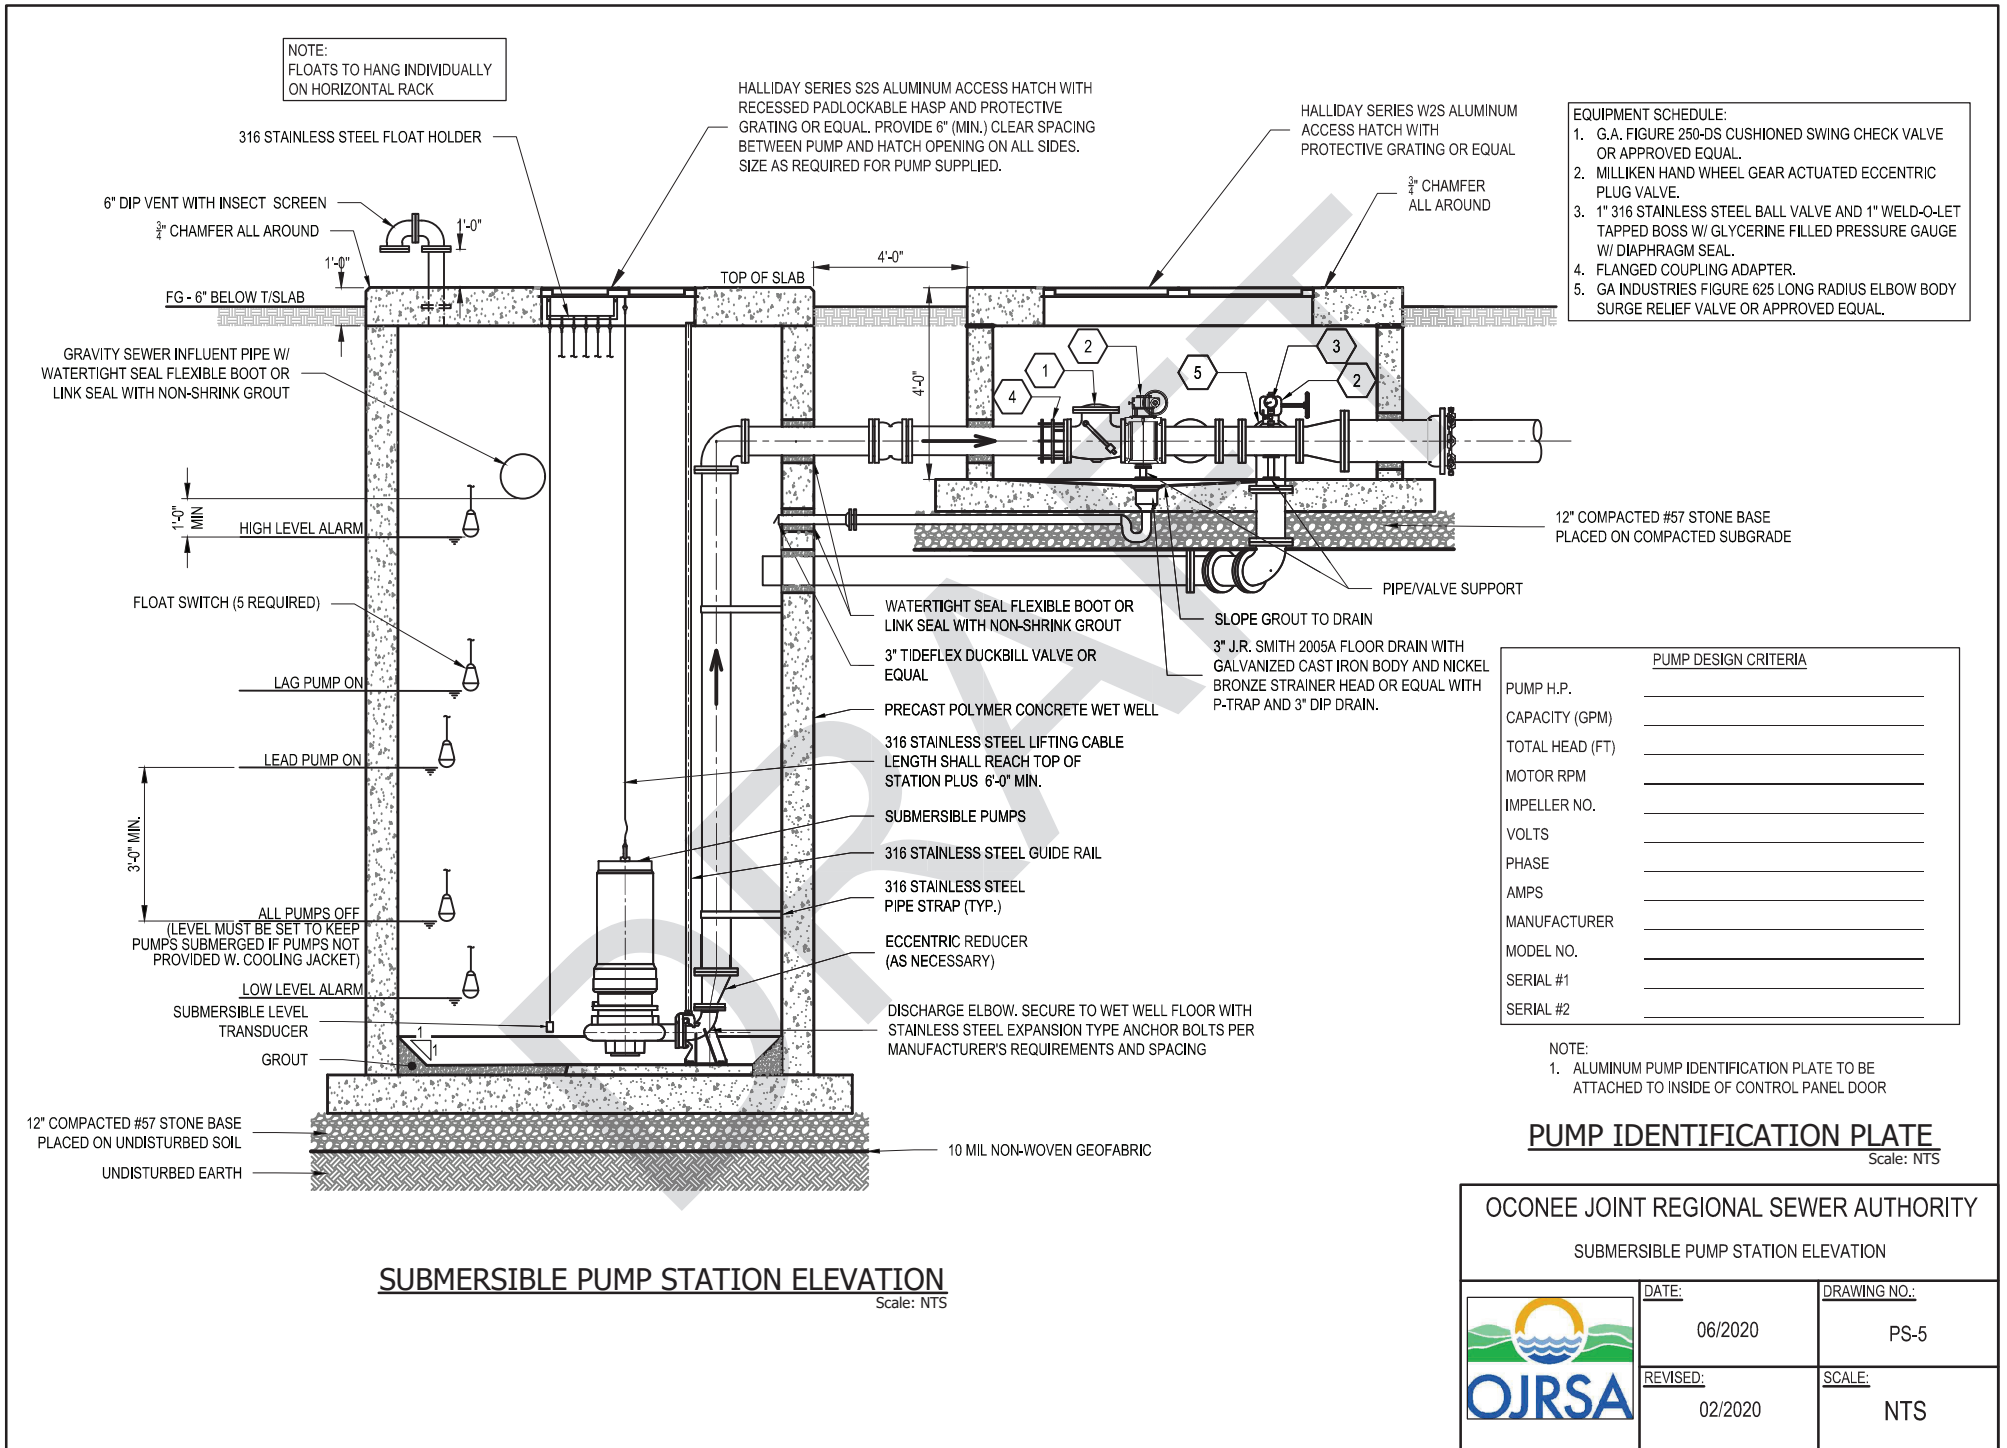 NOTE:
FLOATS TO HANG INDIVIDUALLY
ON HORIZONTAL RACK
316 STAINLESS STEEL FLOAT HOLDER
HALLIDAY SERIES S2S ALUMINUM ACCESS HATCH WITH
RECESSED PADLOCKABLE HASP AND PROTECTIVE
GRATING OR EQUAL. PROVIDE 6" (MIN.) CLEAR SPACING
BETWEEN PUMP AND HATCH OPENING ON ALL SIDES.
SIZE AS REQUIRED FOR PUMP SUPPLIED.
HALLIDAY SERIES W2S ALUMINUM
ACCESS HATCH WITH
PROTECTIVE GRATING OR EQUAL
3/4" CHAMFER
ALL AROUND
EQUIPMENT SCHEDULE:
1. G.A. FIGURE 250-DS CUSHIONED SWING CHECK VALVE
OR APPROVED EQUAL.
2. MILLIKEN HAND WHEEL GEAR ACTUATED ECCENTRIC
PLUG VALVE.
3. 1" 316 STAINLESS STEEL BALL VALVE AND 1" WELD-O-LET
TAPPED BOSS W/ GLYCERINE FILLED PRESSURE GAUGE
W/ DIAPHRAGM SEAL.
4. FLANGED COUPLING ADAPTER.
5. GA INDUSTRIES FIGURE 625 LONG RADIUS ELBOW BODY
SURGE RELIEF VALVE OR APPROVED EQUAL.
6" DIP VENT WITH INSECT SCREEN
3/4" CHAMFER ALL AROUND
1'-0"
1'-0"
FG - 6" BELOW T/SLAB
TOP OF SLAB
4'-0"
4'-0"
GRAVITY SEWER INFLUENT PIPE W/
WATERTIGHT SEAL FLEXIBLE BOOT OR
LINK SEAL WITH NON-SHRINK GROUT
4
1
2
5
3
2
1'-0"
MIN
HIGH LEVEL ALARM
FLOAT SWITCH (5 REQUIRED)
LAG PUMP ON
LEAD PUMP ON
3'-0" MIN.
ALL PUMPS OFF
(LEVEL MUST BE SET TO KEEP
PUMPS SUBMERGED IF PUMPS NOT
PROVIDED W. COOLING JACKET)
LOW LEVEL ALARM
SUBMERSIBLE LEVEL
TRANSDUCER
GROUT
1
1
12" COMPACTED #57 STONE BASE
PLACED ON UNDISTURBED SOIL
UNDISTURBED EARTH
12" COMPACTED #57 STONE BASE
PLACED ON COMPACTED SUBGRADE
PIPE/VALVE SUPPORT
SLOPE GROUT TO DRAIN
3" J.R. SMITH 2005A FLOOR DRAIN WITH
GALVANIZED CAST IRON BODY AND NICKEL
BRONZE STRAINER HEAD OR EQUAL WITH
P-TRAP AND 3" DIP DRAIN.
WATERTIGHT SEAL FLEXIBLE BOOT OR
LINK SEAL WITH NON-SHRINK GROUT
3" TIDEFLEX DUCKBILL VALVE OR
EQUAL
PRECAST POLYMER CONCRETE WET WELL
316 STAINLESS STEEL LIFTING CABLE
LENGTH SHALL REACH TOP OF
STATION PLUS 6'-0" MIN.
SUBMERSIBLE PUMPS
316 STAINLESS STEEL GUIDE RAIL
316 STAINLESS STEEL
PIPE STRAP (TYP.)
ECCENTRIC REDUCER
(AS NECESSARY)
DISCHARGE ELBOW. SECURE TO WET WELL FLOOR WITH
STAINLESS STEEL EXPANSION TYPE ANCHOR BOLTS PER
MANUFACTURER'S REQUIREMENTS AND SPACING
10 MIL NON-WOVEN GEOFABRIC
DRAFT
SUBMERSIBLE PUMP STATION ELEVATION
Scale: NTS
PUMP DESIGN CRITERIA
PUMP H.P.
CAPACITY (GPM)
TOTAL HEAD (FT)
MOTOR RPM
IMPELLER NO.
VOLTS
PHASE
AMPS
MANUFACTURER
MODEL NO.
SERIAL #1
SERIAL #2
NOTE:
1. ALUMINUM PUMP IDENTIFICATION PLATE TO BE
ATTACHED TO INSIDE OF CONTROL PANEL DOOR
PUMP IDENTIFICATION PLATE
Scale: NTS
OCONEE JOINT REGIONAL SEWER AUTHORITY
SUBMERSIBLE PUMP STATION ELEVATION
OJRSA
DATE:
06/2020
DRAWING NO.:
PS-5
REVISED:
02/2020
SCALE:
NTS